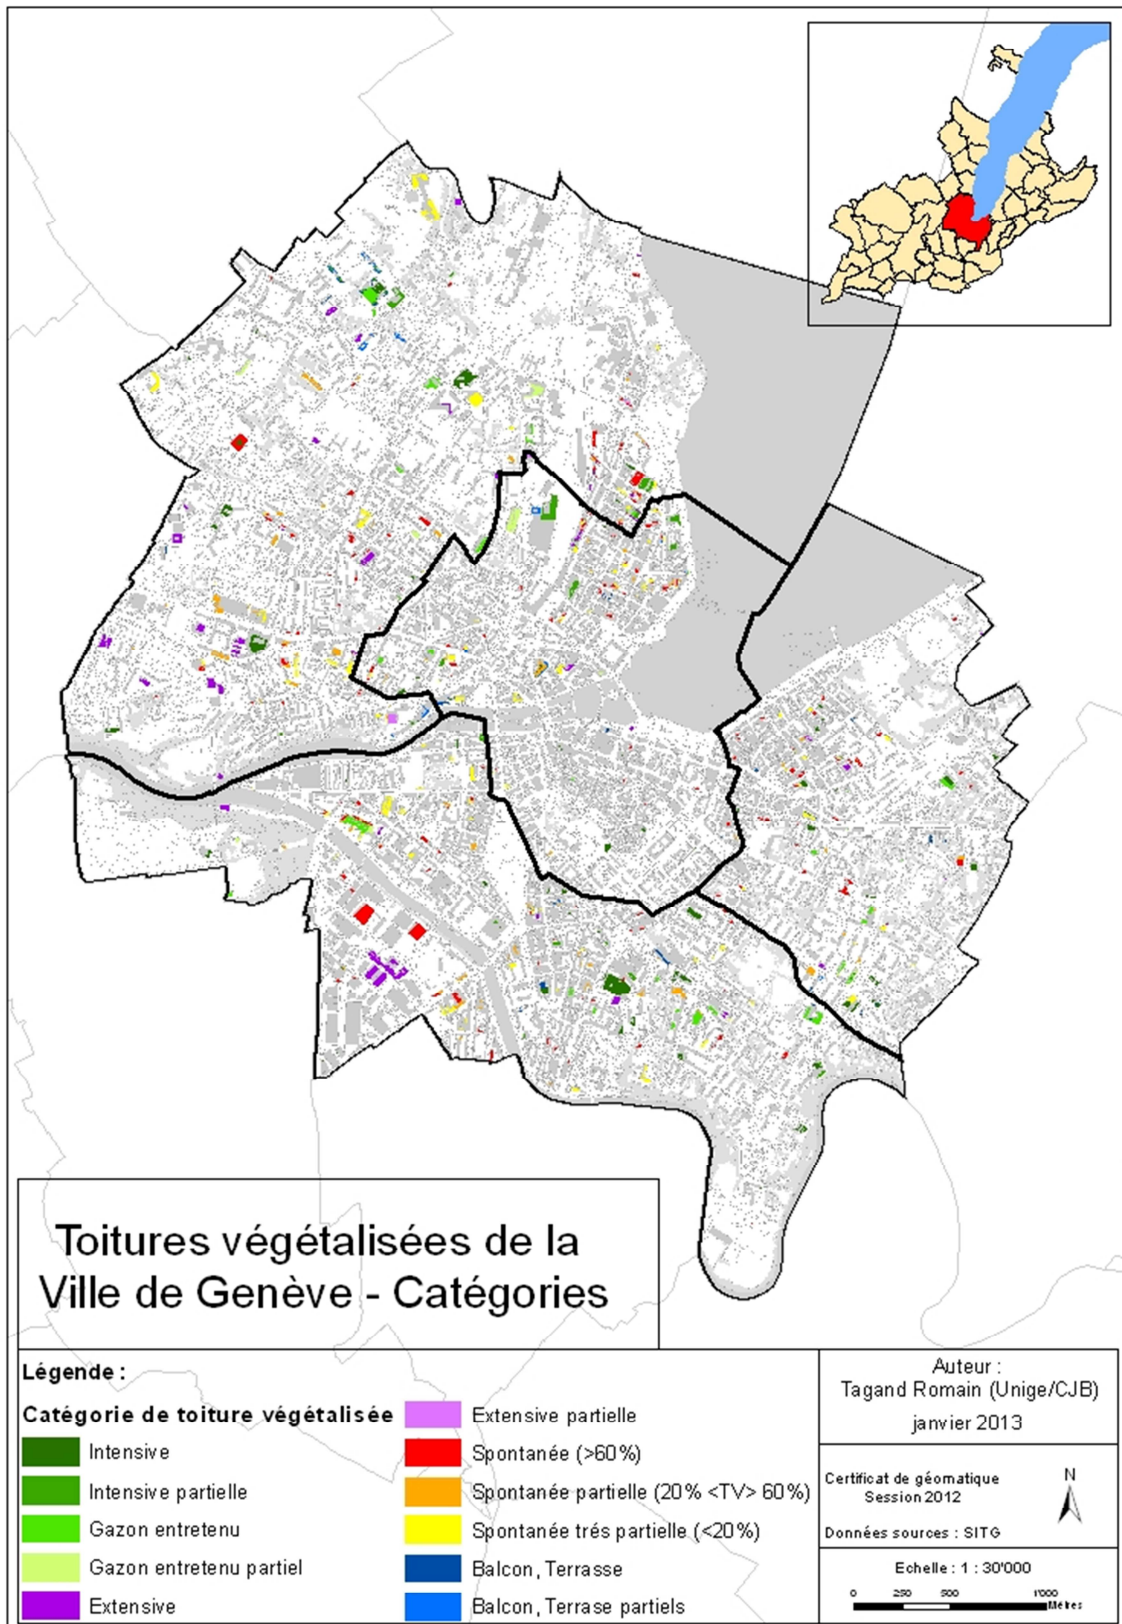 Toitures végétalisées de la
Ville de Genève - Catégories
Légende :
Catégorie de toiture végétalisée
Intensive
Intensive partielle
Gazon entretenu
Gazon entretenu partiel
Extensive
Extensive partielle
Spontanée (>60%)
Spontanée partielle (20% <TV> 60%)
Spontanée trés partielle (<20%)
Balcon, Terrasse
Balcon, Terrase partiels
Auteur :
Tagand Romain (Unige/CJB)
janvier 2013
Certificat de géomatique
Session 2012
N
Données sources : SITG
Echelle : 1 : 30'000
0 250 500 1'000
Mètres